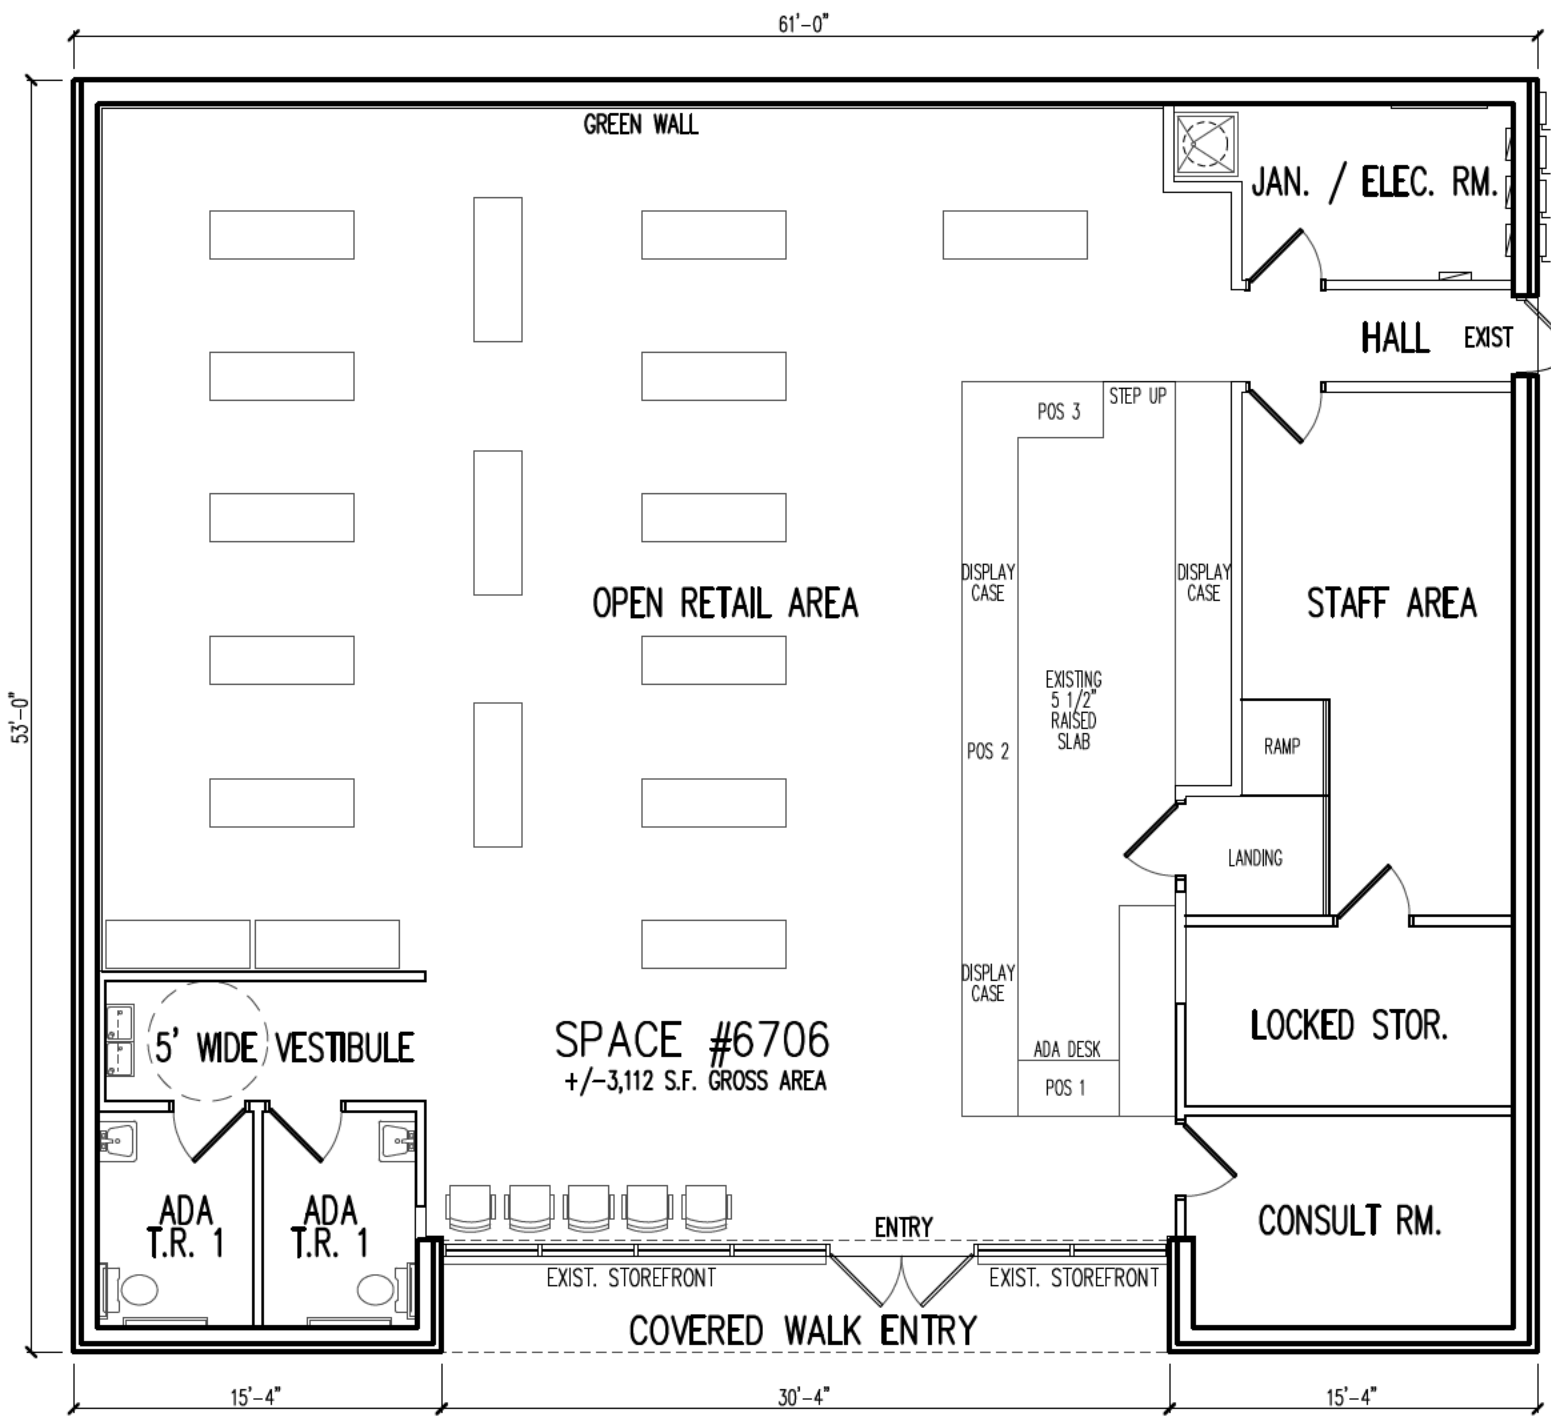 61'-0"
GREEN WALL
JAN. / ELEC. RM.
HALL
EXIST
POS 3
STEP UP
DISPLAY
CASE
DISPLAY
CASE
OPEN RETAIL AREA
STAFF AREA
EXISTING
5 1/2"
RAISED
SLAB
53'-0"
POS 2
RAMP
LANDING
DISPLAY
CASE
5' WIDE VESTIBULE
SPACE #6706
+/-3,112 S.F. GROSS AREA
ADA DESK
POS 1
LOCKED STOR.
ADA
T.R. 1
ADA
T.R. 1
ENTRY
CONSULT RM.
EXIST. STOREFRONT
EXIST. STOREFRONT
COVERED WALK ENTRY
15'-4"
30'-4"
15'-4"